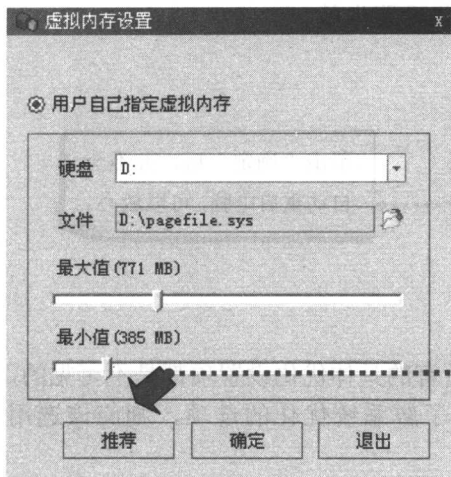 虚拟内存设置 X
用户自己指定虚拟内存
硬盘 D:
文件 D:\pagefile.sys
最大值(771 MB)
最小值(385 MB)
推荐 确定 退出